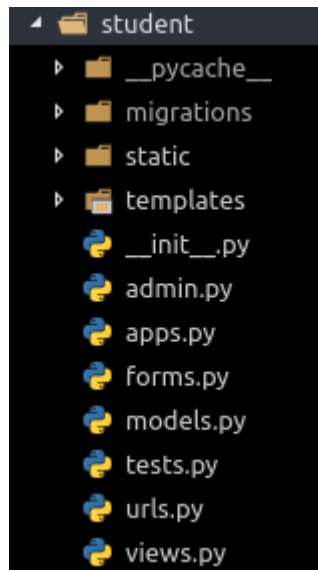 student
__pycache__
migrations
static
templates
__init__.py
admin.py
apps.py
forms.py
models.py
tests.py
urls.py
views.py